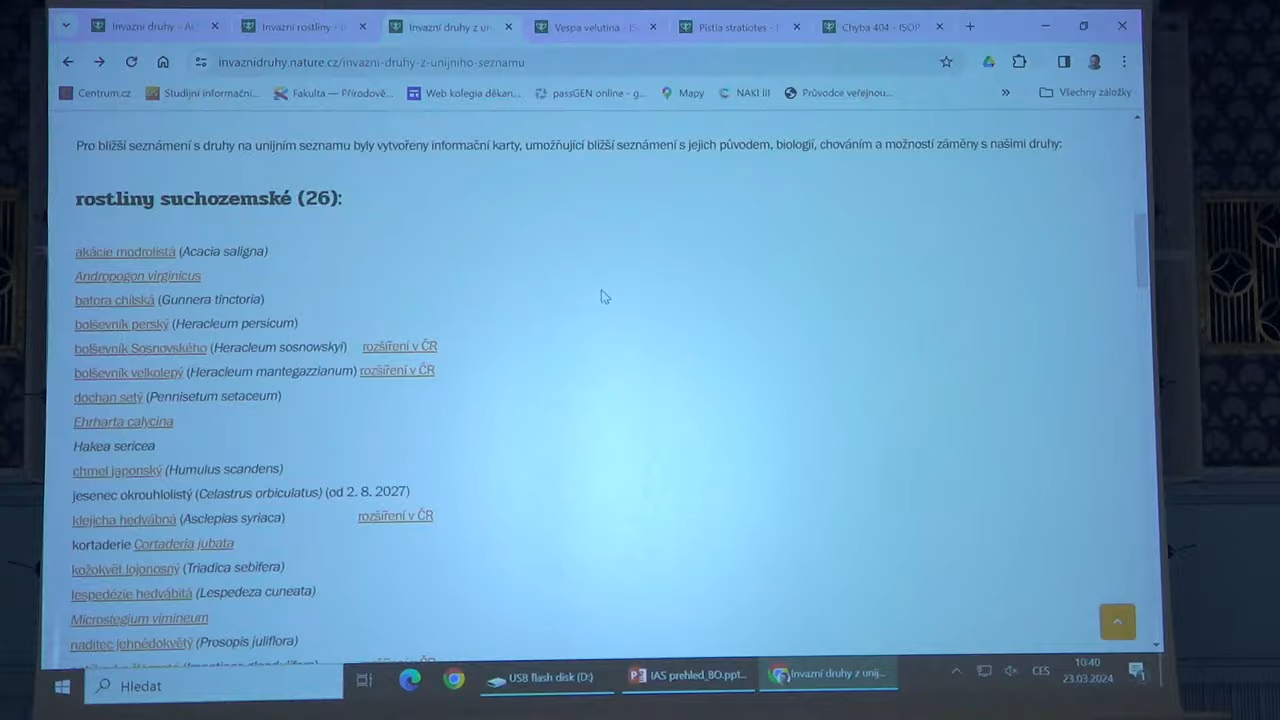 Invazní druhy - AO
Invazní rostliny -
Invazní druhy z un
Vespa velutina - IS
Pistia stratiotes - I
Chyba 404 - ISOP
invaznidruhy.nature.cz/invazni-druhy-z-unijniho-seznamu
Centrum.cz
Studijní informační...
Fakulta — Přírodově...
Web kolegia děkan...
passGEN online - g...
Mapy
NAKI III
Průvodce veřejnou...
»
Všechny záložky
Pro bližší seznámení s druhy na unijním seznamu byly vytvořeny informační karty, umožňující bližší seznámení s jejich původem, biologií, chováním a možností záměny s našimi druhy:
rostliny suchozemské (26):
akácie modrolistá (Acacia saligna)
Andropogon virginicus
batora chilská (Gunnera tinctoria)
bolševník perský (Heracleum persicum)
bolševník Sosnovského (Heracleum sosnowskyi) rozšíření v ČR
bolševník velkolepý (Heracleum mantegazzianum) rozšíření v ČR
dochan setý (Pennisetum setaceum)
Ehrharta calycina
Hakea sericea
chmel japonský (Humulus scandens)
jesenec okrouhlolistý (Celastrus orbiculatus) (od 2. 8. 2027)
klejicha hedvábná (Asclepias syriaca) rozšíření v ČR
kortaderie Cortaderia jubata
kožokvět lojonosný (Triadica sebifera)
lespedézie hedvábitá (Lespedeza cuneata)
Microstegium vimineum
naditec jehnědokvětý (Prosopis juliflora)
Hledat
USB flash disk (D:)
IAS prehled_BO.ppt...
Invazní druhy z unij...
CES
10:40
23.03.2024